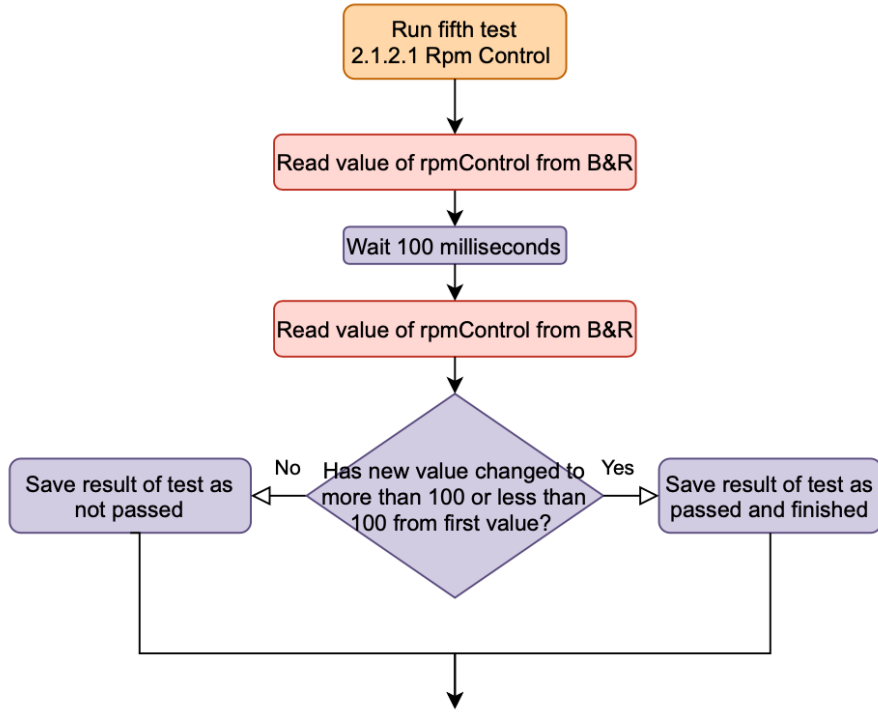 Run fifth test
2.1.2.1 Rpm Control
Read value of rpmControl from B&R
Wait 100 milliseconds
Read value of rpmControl from B&R
Has new value changed to
more than 100 or less than
100 from first value?
No
Yes
Save result of test as
not passed
Save result of test as
passed and finished